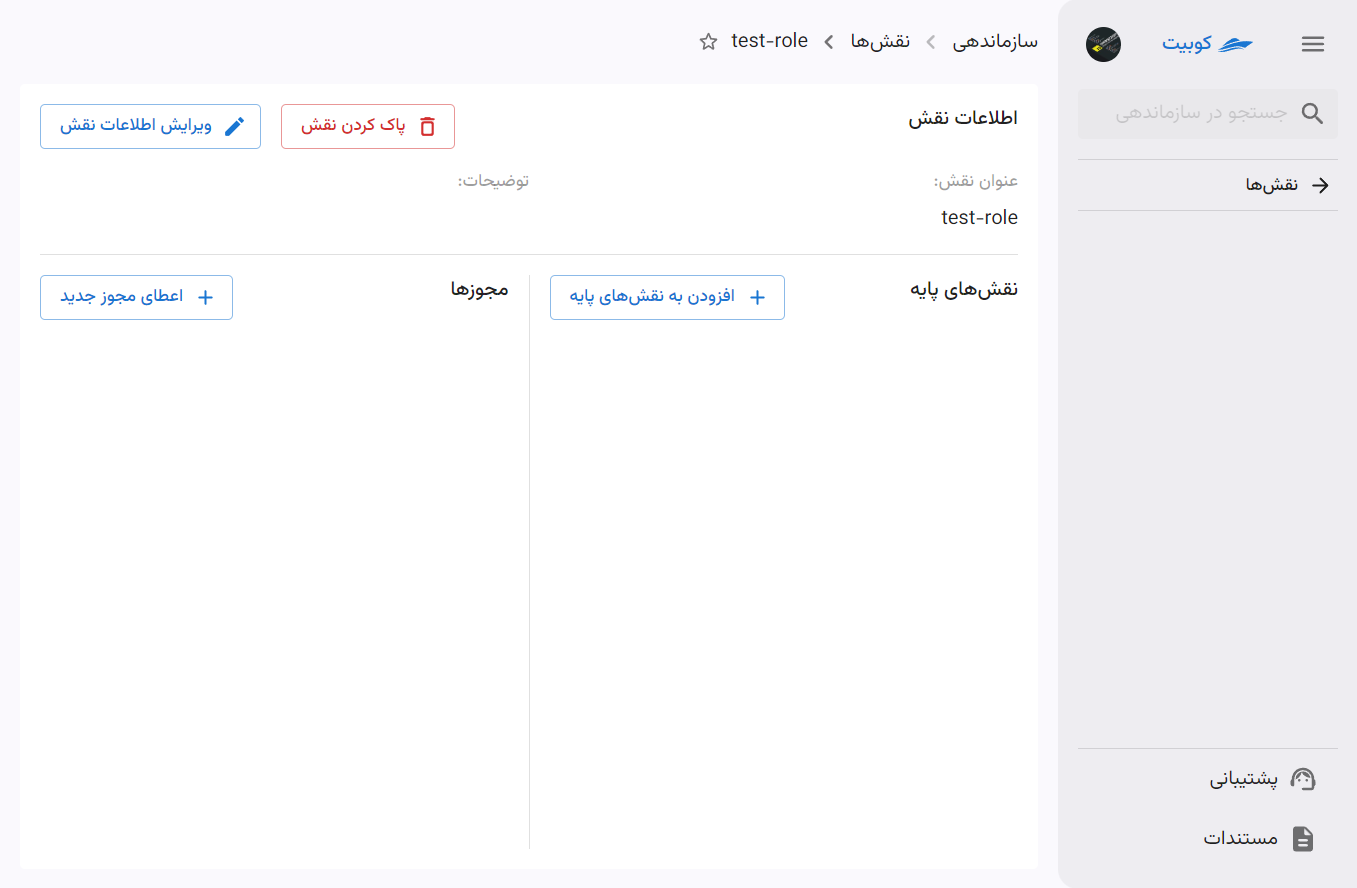 کوبیت
جستجو در سازماندهی
نقش‌ها
پشتیبانی
مستندات
سازماندهی
نقش‌ها
test-role
اطلاعات نقش
پاک کردن نقش
ویرایش اطلاعات نقش
عنوان نقش:
test-role
توضیحات:
نقش‌های پایه
افزودن به نقش‌های پایه
مجوزها
اعطای مجوز جدید